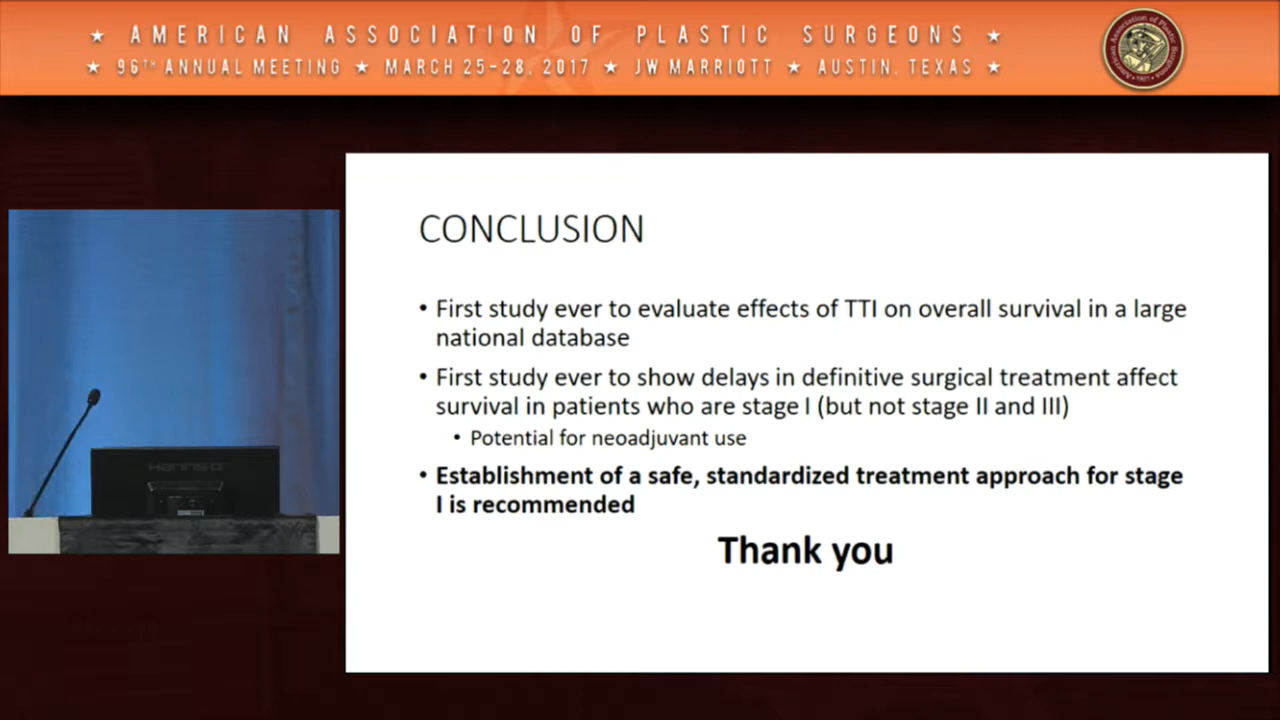 ★ AMERICAN ASSOCIATION OF PLASTIC SURGEONS ★
★ 96TH ANNUAL MEETING ★ MARCH 25-28, 2017 ★ JW MARRIOTT ★ AUSTIN, TEXAS ★
CONCLUSION
• First study ever to evaluate effects of TTI on overall survival in a large
national database
• First study ever to show delays in definitive surgical treatment affect
survival in patients who are stage I (but not stage II and III)
• Potential for neoadjuvant use
• Establishment of a safe, standardized treatment approach for stage
I is recommended
Thank you